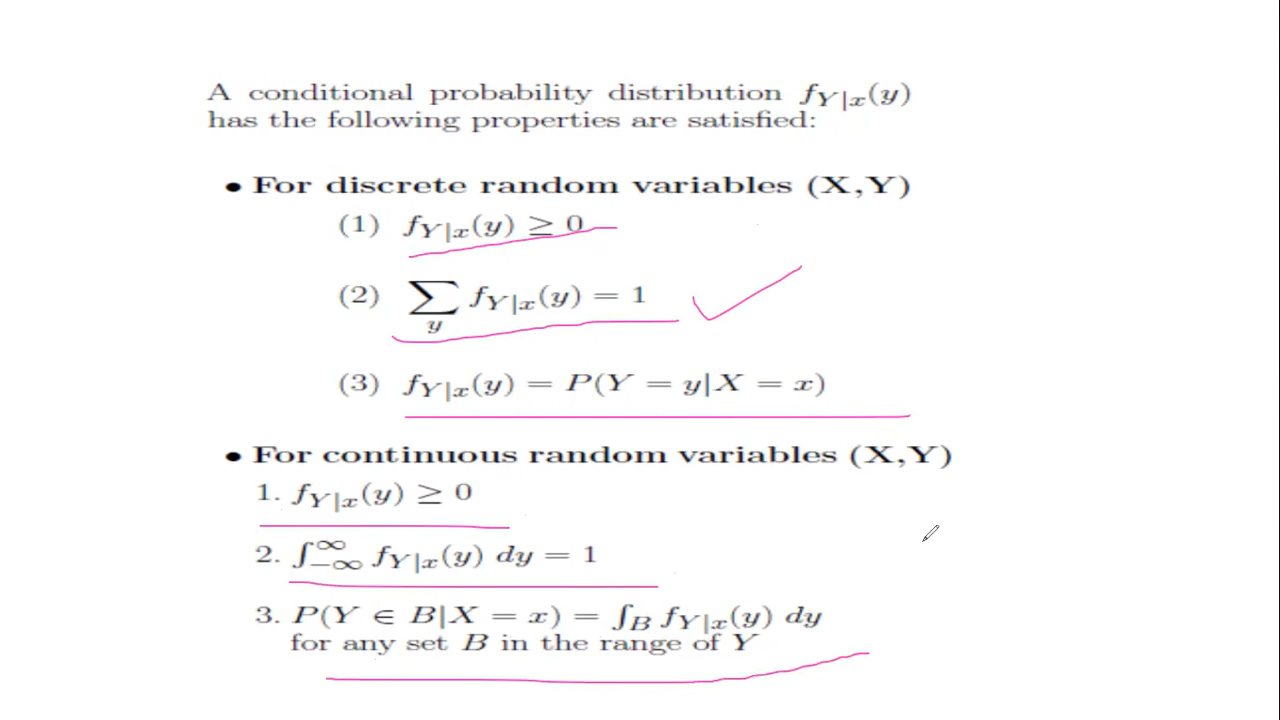 A conditional probability distribution f_{Y|x}(y)
has the following properties are satisfied:
• For discrete random variables (X,Y)
(1) f_{Y|x}(y) ≥ 0
(2) ∑_y f_{Y|x}(y) = 1
(3) f_{Y|x}(y) = P(Y = y|X = x)
• For continuous random variables (X,Y)
1. f_{Y|x}(y) ≥ 0
2. ∫_{−∞}^{∞} f_{Y|x}(y) dy = 1
3. P(Y ∈ B|X = x) = ∫_B f_{Y|x}(y) dy
for any set B in the range of Y